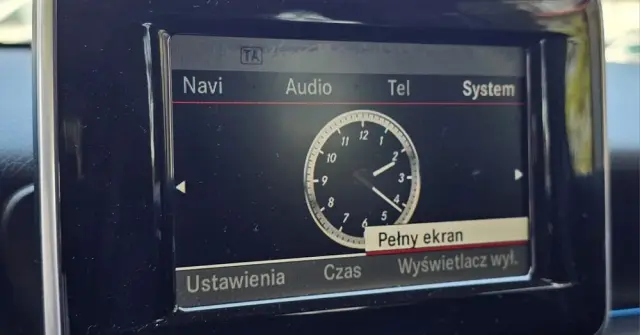 TA
Navi Audio Tel System
12
11 1
10 2
9 3
8 4
7 5
6
Pełny ekran
Ustawienia Czas Wyświetlacz wył.